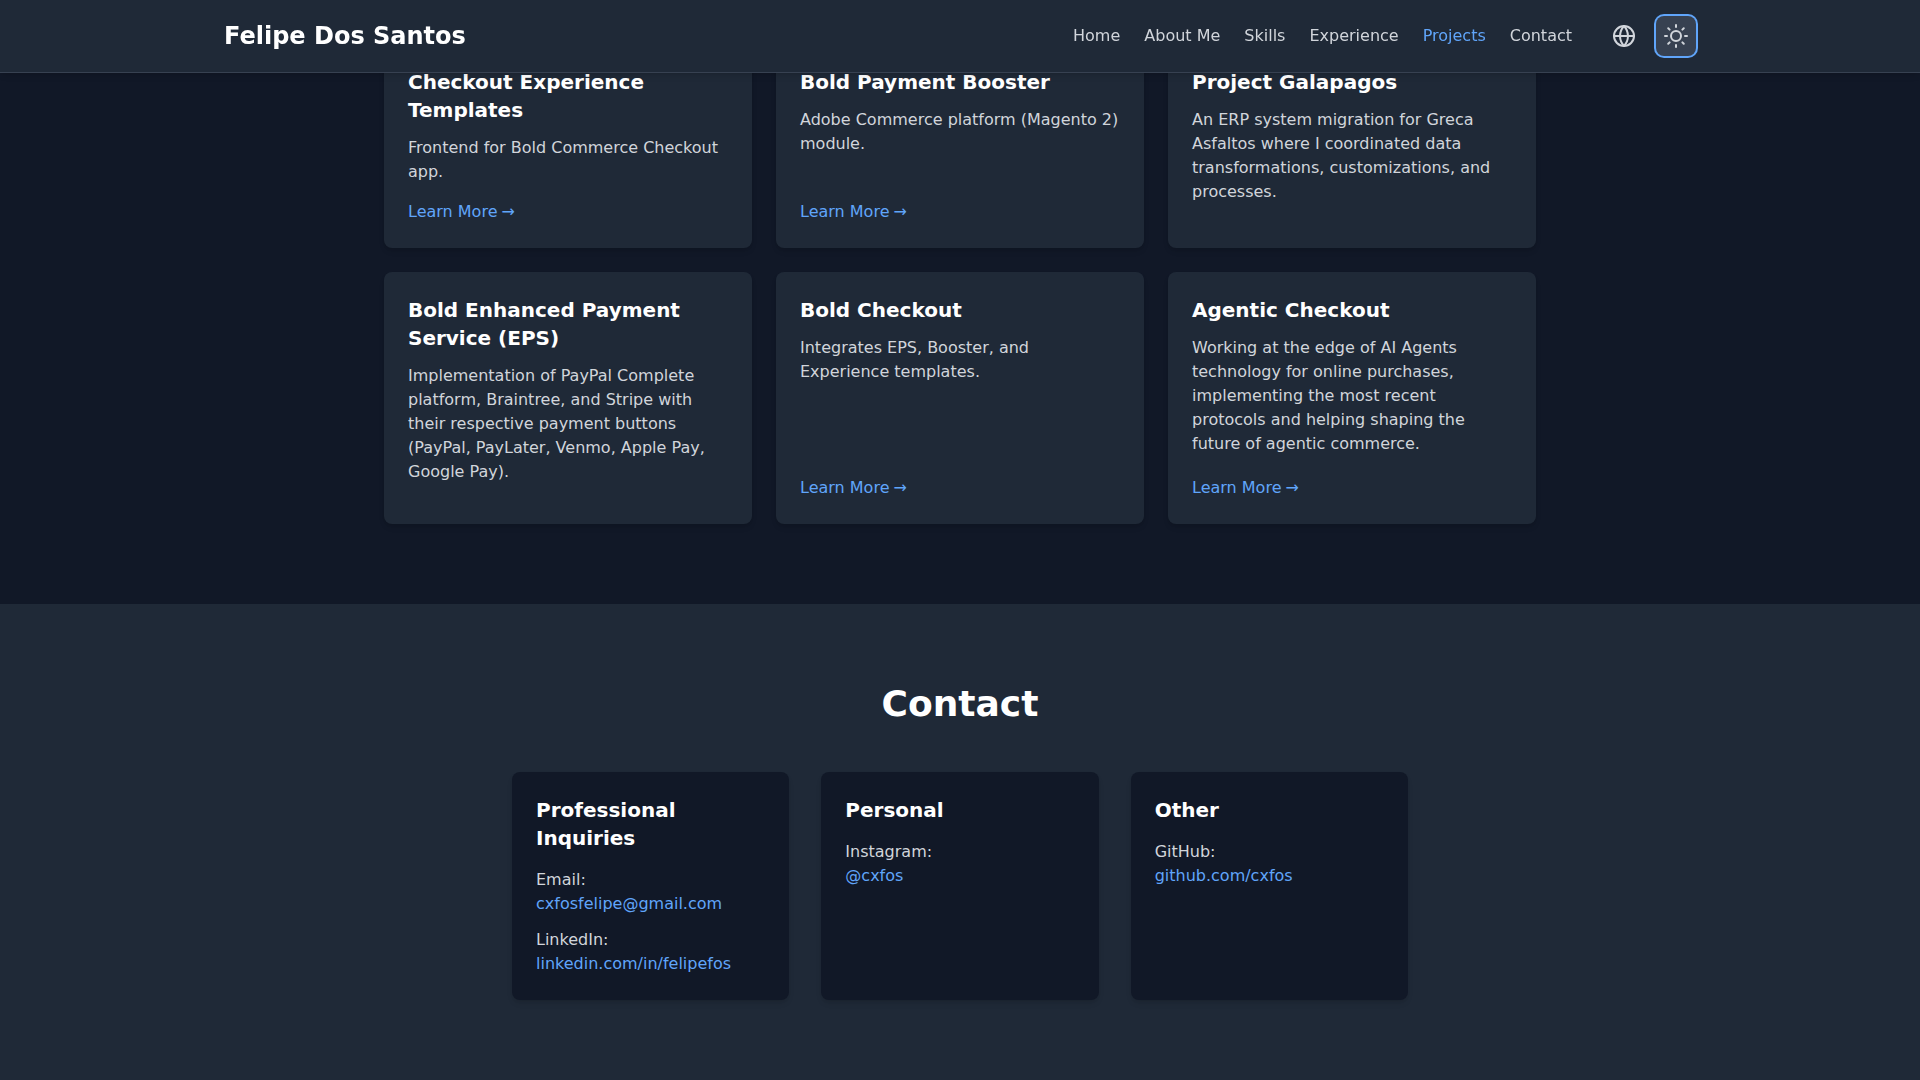 Felipe Dos Santos
Home
About Me
Skills
Experience
Projects
Contact
Checkout Experience
Templates
Frontend for Bold Commerce Checkout
app.
Learn More →
Bold Payment Booster
Adobe Commerce platform (Magento 2)
module.
Learn More →
Project Galapagos
An ERP system migration for Greca
Asfaltos where I coordinated data
transformations, customizations, and
processes.
Bold Enhanced Payment
Service (EPS)
Implementation of PayPal Complete
platform, Braintree, and Stripe with
their respective payment buttons
(PayPal, PayLater, Venmo, Apple Pay,
Google Pay).
Bold Checkout
Integrates EPS, Booster, and
Experience templates.
Learn More →
Agentic Checkout
Working at the edge of AI Agents
technology for online purchases,
implementing the most recent
protocols and helping shaping the
future of agentic commerce.
Learn More →
Contact
Professional
Inquiries
Email:
cxfosfelipe@gmail.com
LinkedIn:
linkedin.com/in/felipefos
Personal
Instagram:
@cxfos
Other
GitHub:
github.com/cxfos